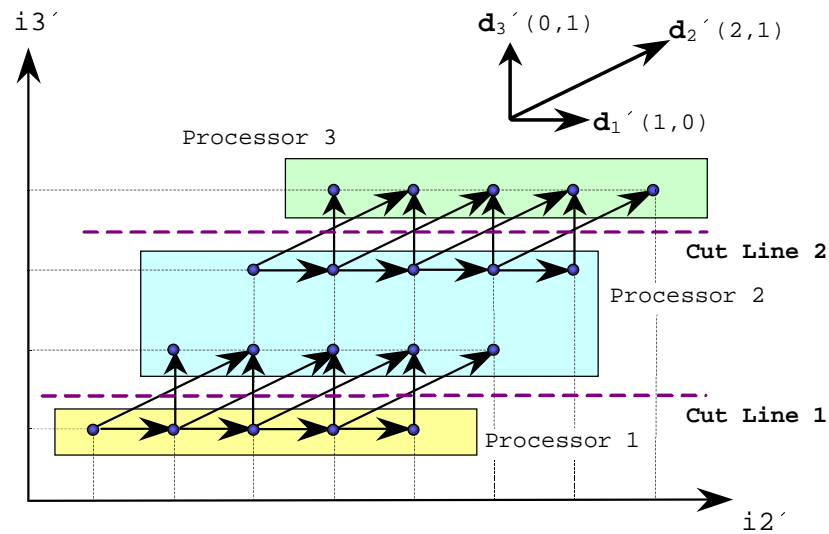 i3´
d3´(0,1)
d2´(2,1)
d1´(1,0)
Processor 3
Cut Line 2
Processor 2
Cut Line 1
Processor 1
i2´